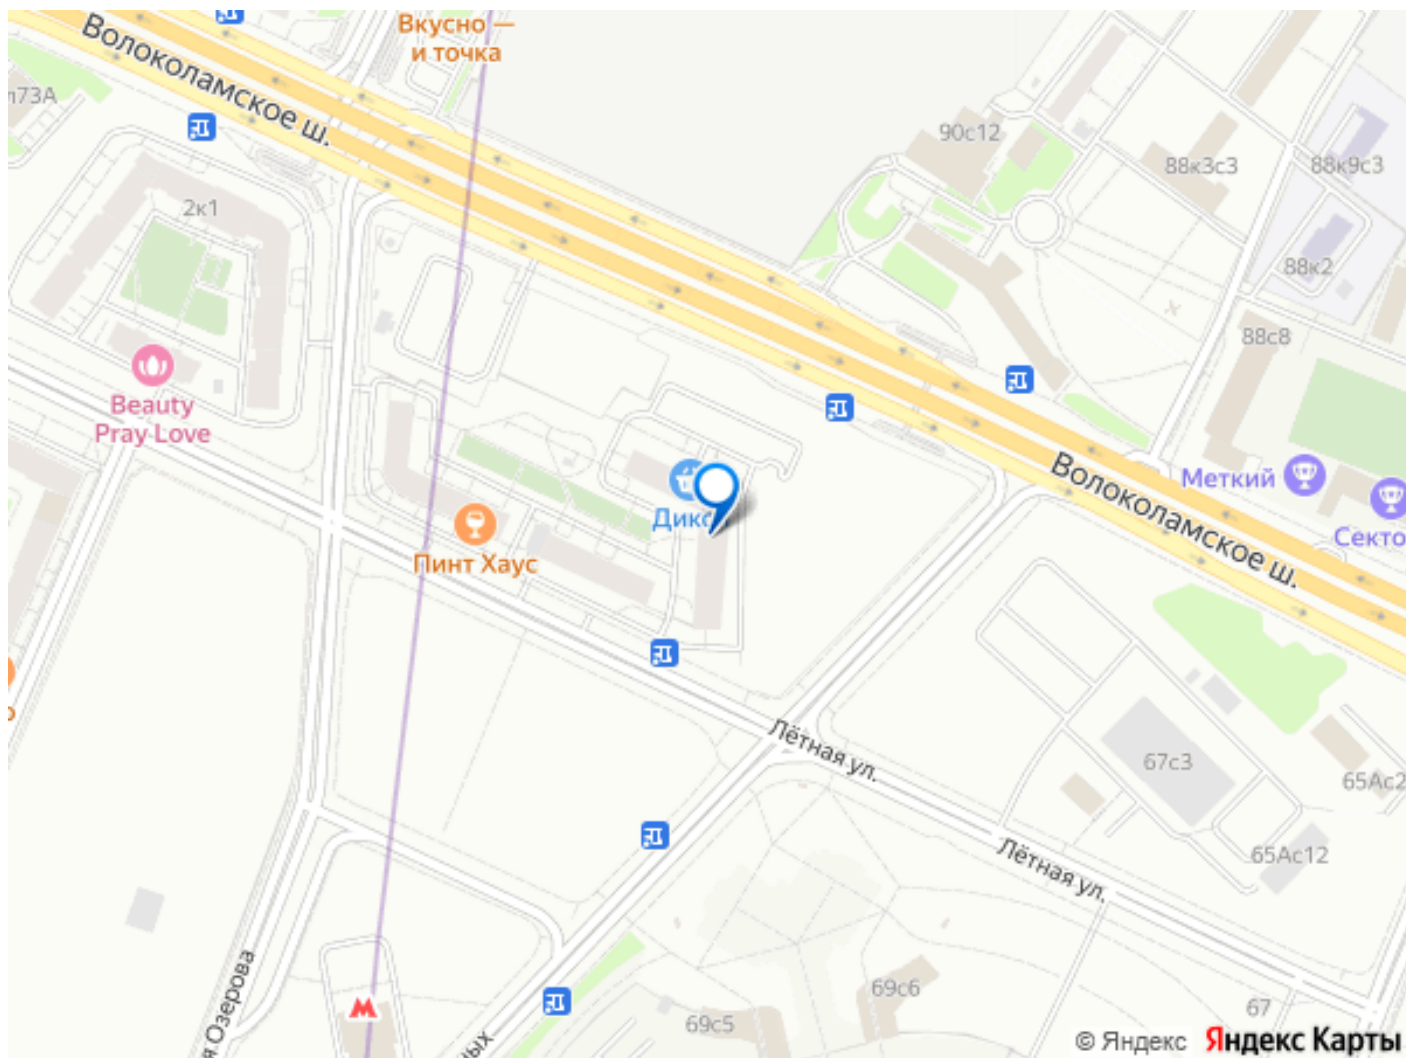 Вкусно —
и точка
Волоколамское ш.
90с12
88к3с3
88к9с3
2к1
88к2
88с8
Beauty
Pray Love
Меткий
Волоколамское ш.
Пинт Хаус
Лётная ул.
67с3
65Ас2
Лётная ул.
65Ас12
69с6
67
69с5
Озерова
© Яндекс Яндекс Карты